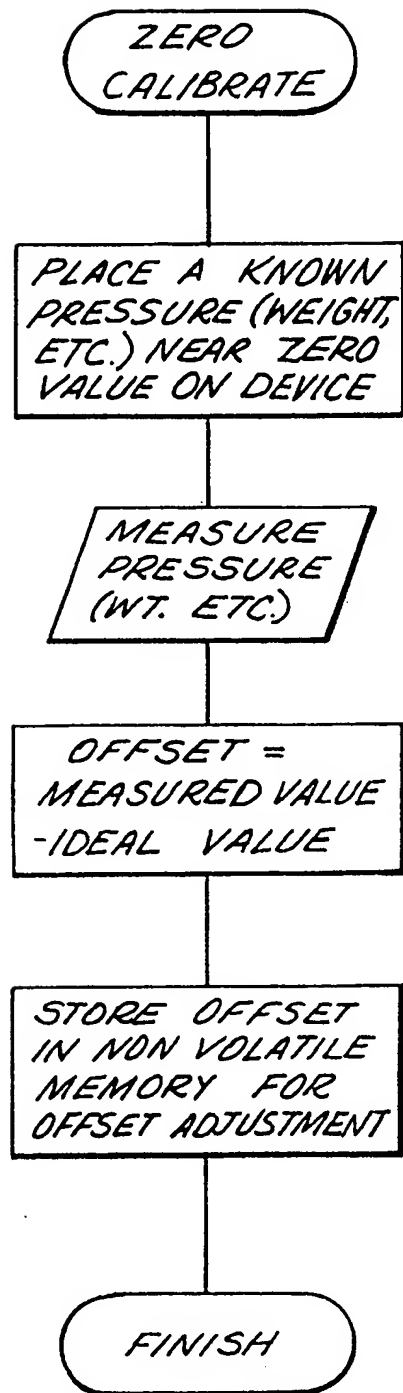 ZERO
CALIBRATE
PLACE A KNOWN
PRESSURE (WEIGHT,
ETC.) NEAR ZERO
VALUE ON DEVICE
MEASURE
PRESSURE
(WT. ETC.)
OFFSET =
MEASURED VALUE
-IDEAL VALUE
STORE OFFSET
IN NON VOLATILE
MEMORY FOR
OFFSET ADJUSTMENT
FINISH